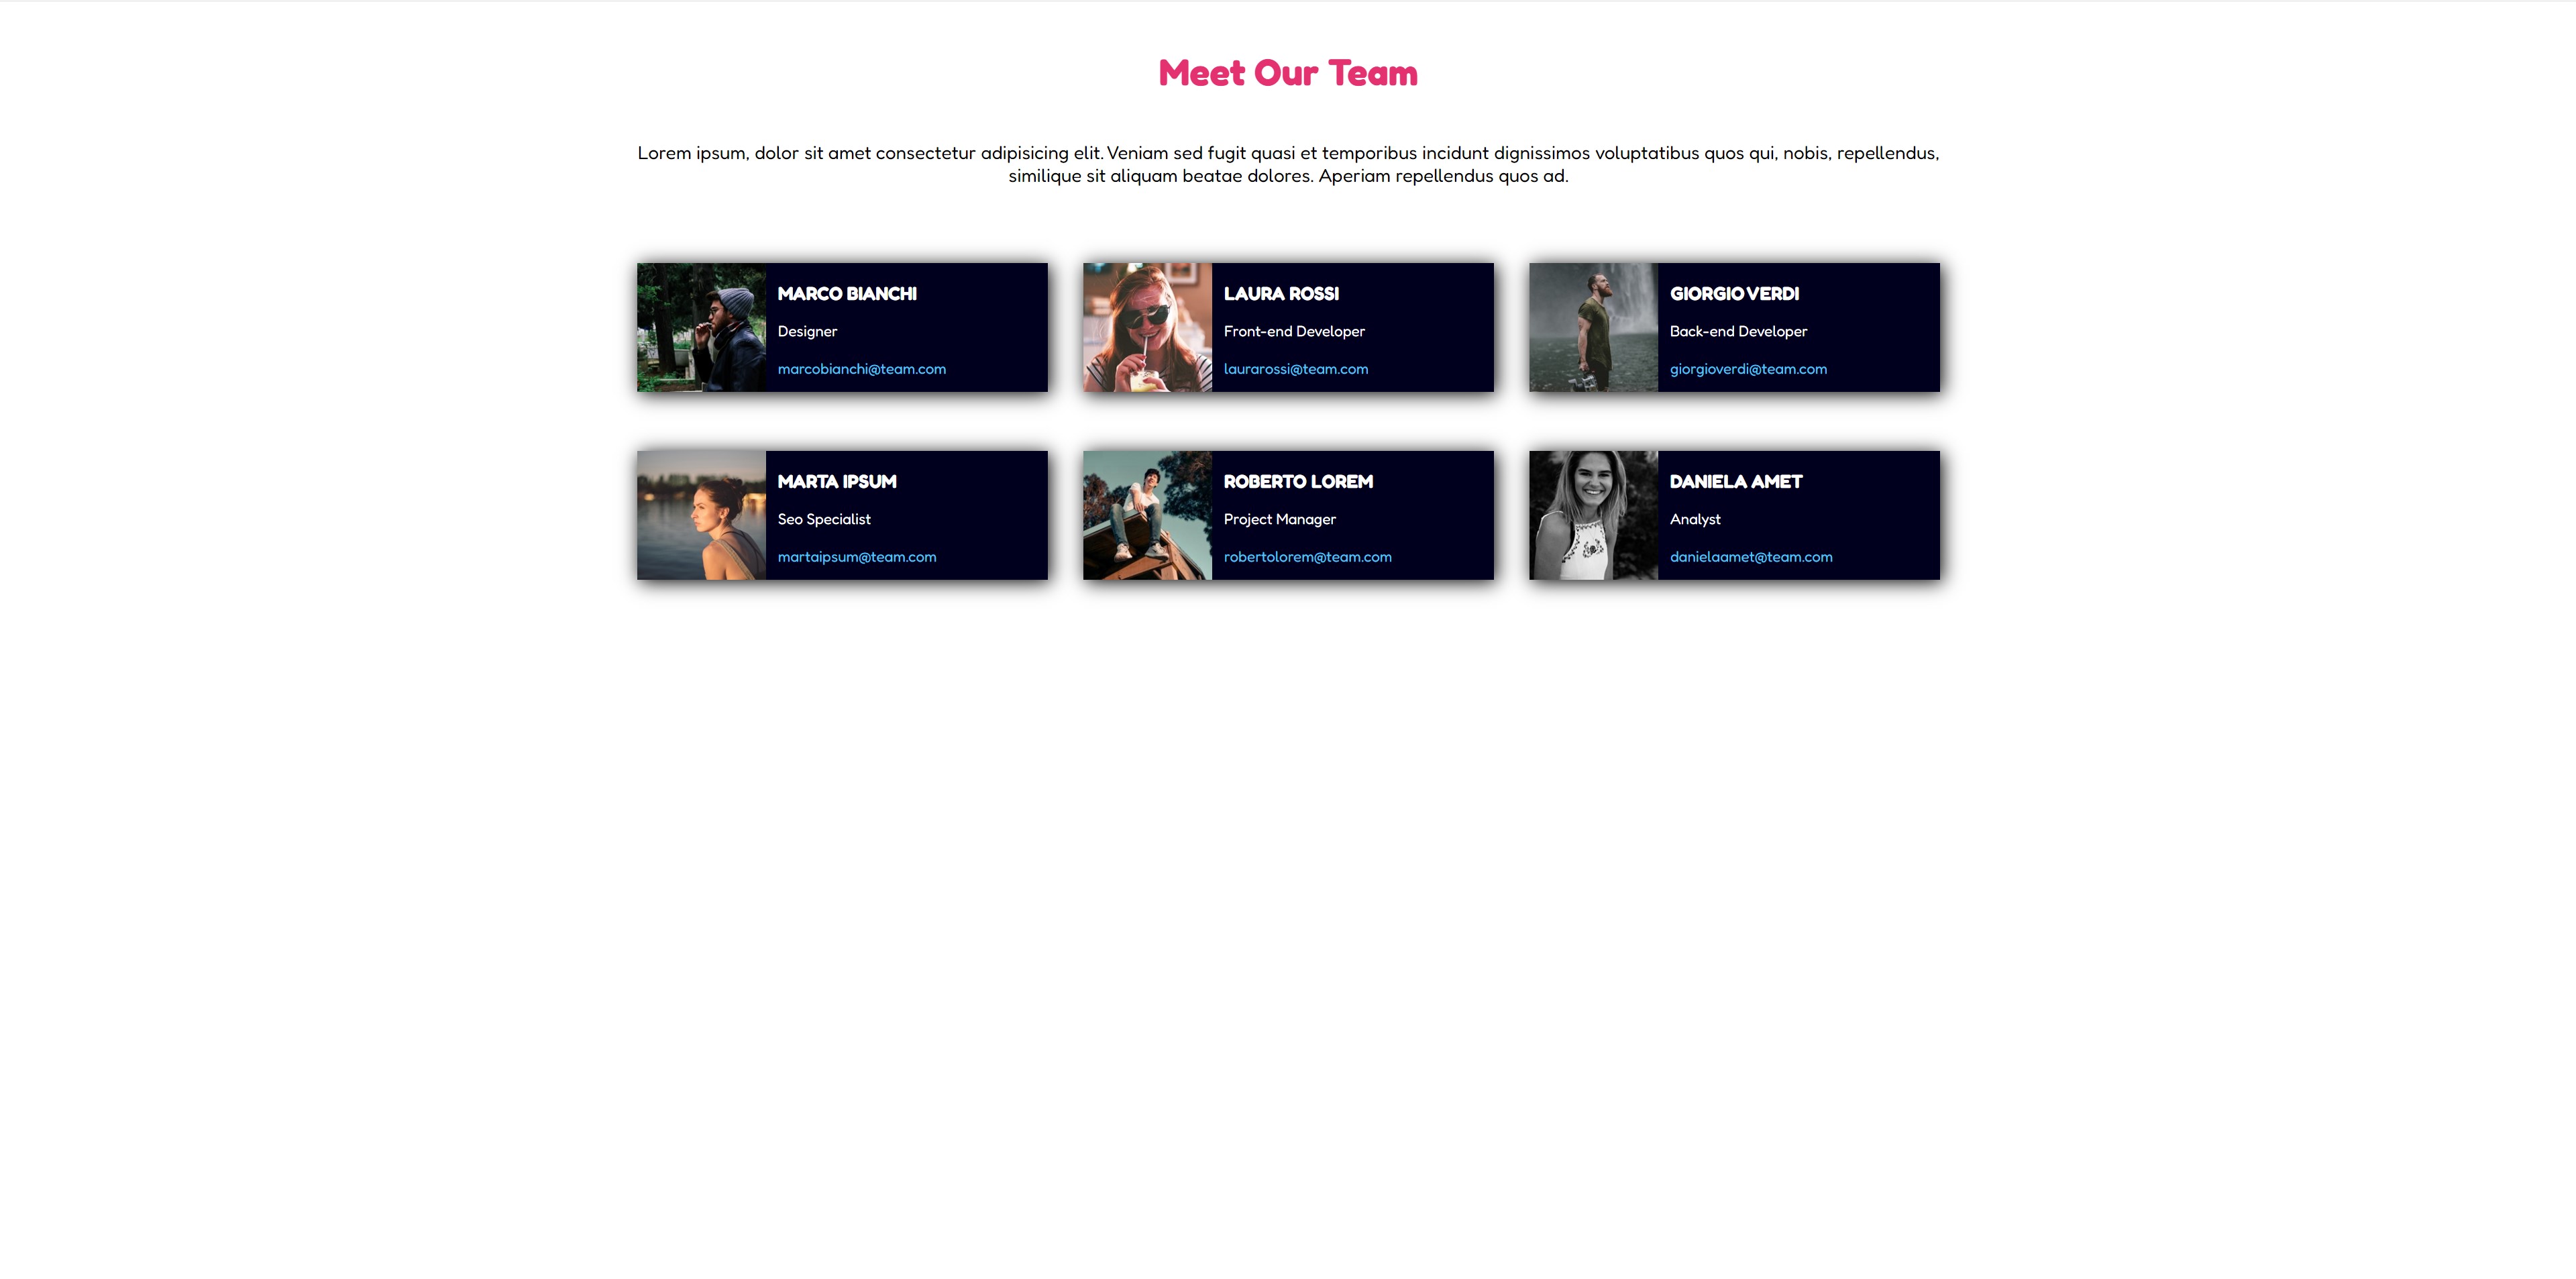 Meet Our Team
Lorem ipsum, dolor sit amet consectetur adipisicing elit. Veniam sed fugit quasi et temporibus incidunt dignissimos voluptatibus quos qui, nobis, repellendus,
similique sit aliquam beatae dolores. Aperiam repellendus quos ad.
MARCO BIANCHI
Designer
marcobianchi@team.com
LAURA ROSSI
Front-end Developer
laurarossi@team.com
GIORGIO VERDI
Back-end Developer
giorgioverdi@team.com
MARTA IPSUM
Seo Specialist
martaipsum@team.com
ROBERTO LOREM
Project Manager
robertolorem@team.com
DANIELA AMET
Analyst
danielaamet@team.com